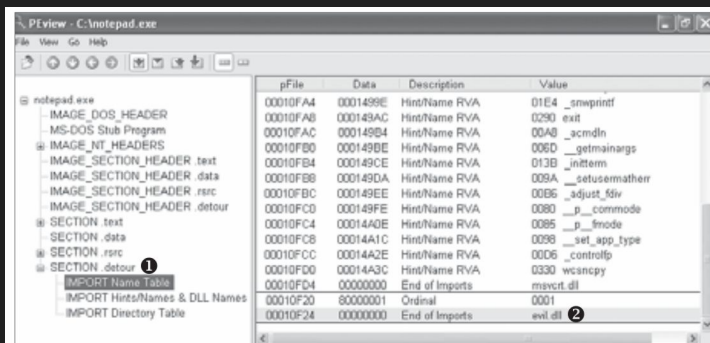 PEview - C:\notepad.exe
File View Go Help
notepad.exe
IMAGE_DOS_HEADER
MS-DOS Stub Program
IMAGE_NT_HEADERS
IMAGE_SECTION_HEADER .text
IMAGE_SECTION_HEADER .data
IMAGE_SECTION_HEADER .rsrc
IMAGE_SECTION_HEADER .detour
SECTION .text
SECTION .data
SECTION .rsrc
SECTION .detour ❶
IMPORT Name Table
IMPORT Hints/Names & DLL Names
IMPORT Directory Table
pFile Data Description Value
00010FA4 0001499E Hint/Name RVA 01E4 _snwprintf
00010FA8 000149AC Hint/Name RVA 0290 exit
00010FAC 000149B4 Hint/Name RVA 00A8 _acmdln
00010FB0 000149BE Hint/Name RVA 006D __getmainargs
00010FB4 000149CE Hint/Name RVA 013B _initterm
00010FB8 000149DA Hint/Name RVA 009A __setusermatherr
00010FBC 000149EE Hint/Name RVA 00B6 _adjust_fdiv
00010FC0 000149FE Hint/Name RVA 0080 __p__commode
00010FC4 00014A0E Hint/Name RVA 0085 __p__fmode
00010FC8 00014A1C Hint/Name RVA 0098 __set_app_type
00010FCC 00014A2E Hint/Name RVA 00D6 _controlfp
00010FD0 00014A3C Hint/Name RVA 0330 wcsncpy
00010FD4 00000000 End of Imports msvcrt.dll
00010F20 80000001 Ordinal 0001
00010F24 00000000 End of Imports evil.dll ❷